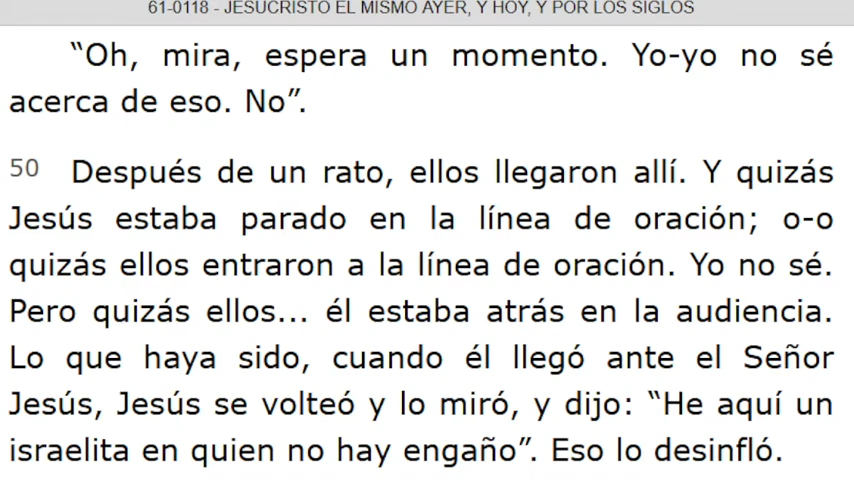 61-0118 - JESUCRISTO EL MISMO AYER, Y HOY, Y POR LOS SIGLOS
“Oh, mira, espera un momento. Yo-yo no sé
acerca de eso. No”.
50 Después de un rato, ellos llegaron allí. Y quizás
Jesús estaba parado en la línea de oración; o-o
quizás ellos entraron a la línea de oración. Yo no sé.
Pero quizás ellos... él estaba atrás en la audiencia.
Lo que haya sido, cuando él llegó ante el Señor
Jesús, Jesús se volteó y lo miró, y dijo: “He aquí un
israelita en quien no hay engaño”. Eso lo desinfló.